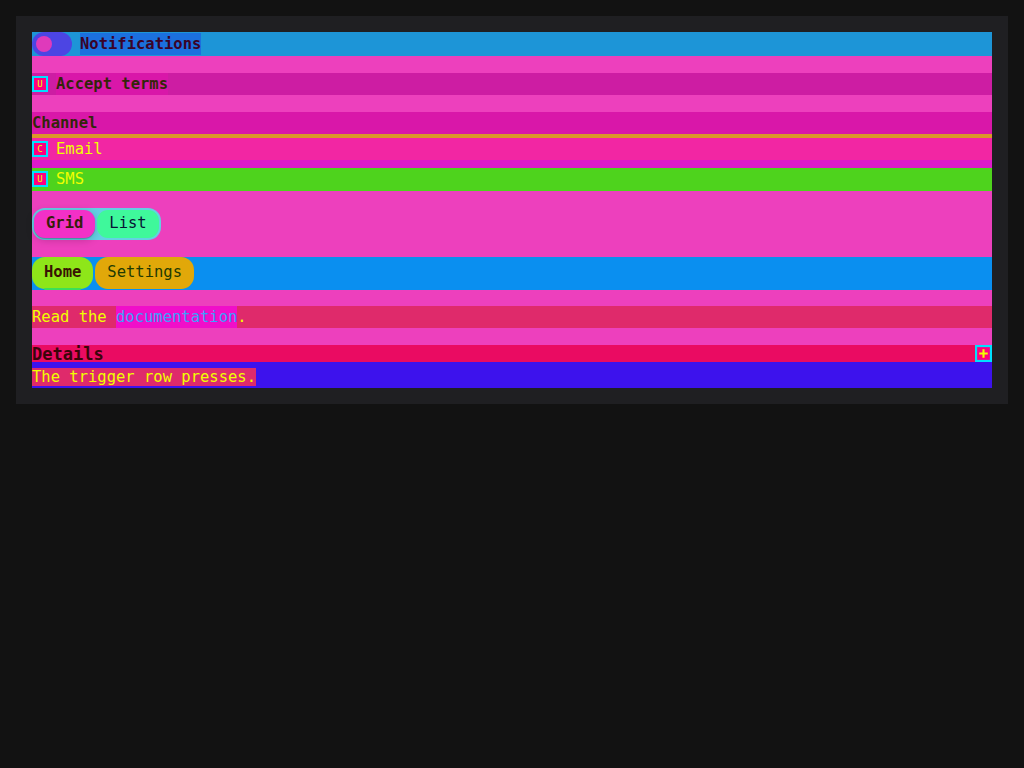 Notifications
U Accept terms
Channel
C Email
U SMS
Grid List
Home Settings
Read the documentation.
Details +
The trigger row presses.